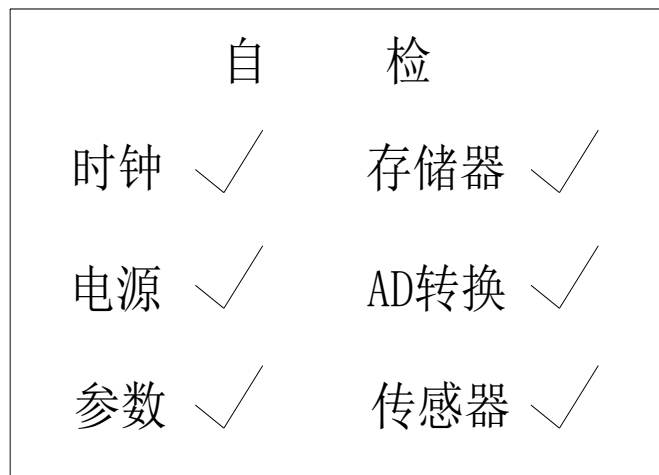 自 检
时钟 ✓ 存储器 ✓
电源 ✓ AD转换 ✓
参数 ✓ 传感器 ✓